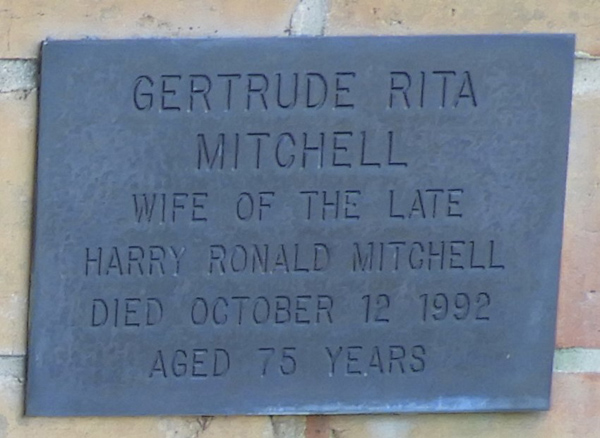 GERTRUDE RITA
MITCHELL
WIFE OF THE LATE
HARRY RONALD MITCHELL
DIED OCTOBER 12 1992
AGED 75 YEARS